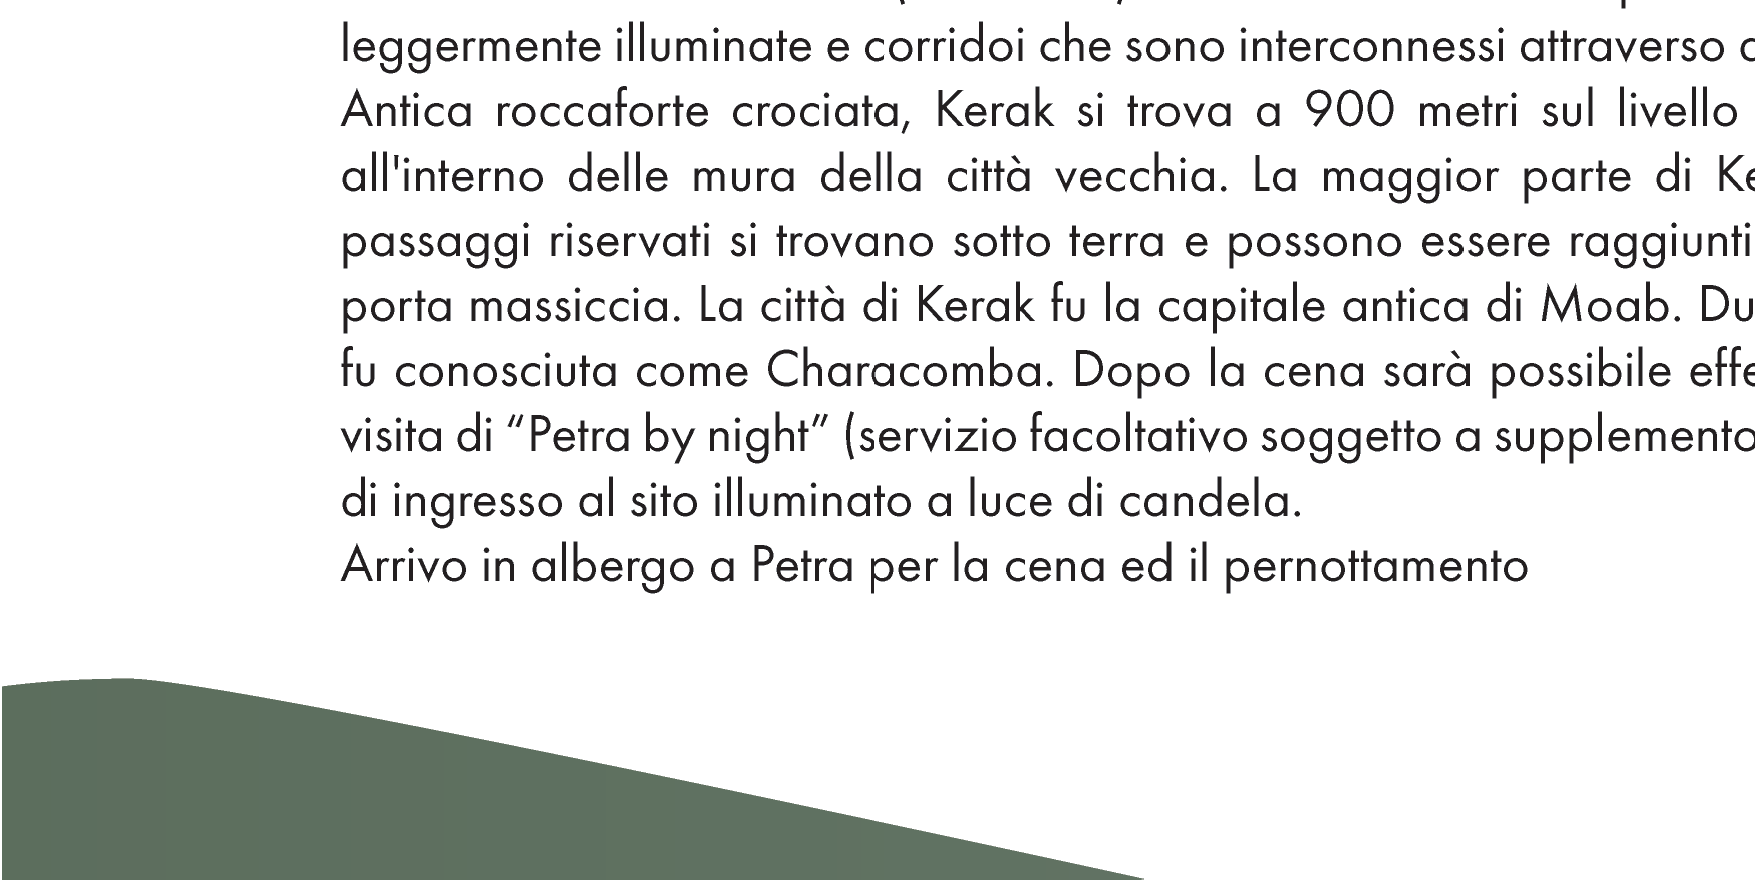 leggermente illuminate e corridoi che sono interconnessi attraverso
Antica roccaforte crociata, Kerak si trova a 900 metri sul livello
all'interno delle mura della città vecchia. La maggior parte di
passaggi riservati si trovano sotto terra e possono essere raggiunti
porta massiccia. La città di Kerak fu la capitale antica di Moab.
fu conosciuta come Characomba. Dopo la cena sarà possibile
visita di “Petra by night” (servizio facoltativo soggetto a supplemento
di ingresso al sito illuminato a luce di candela.
Arrivo in albergo a Petra per la cena ed il pernottamento